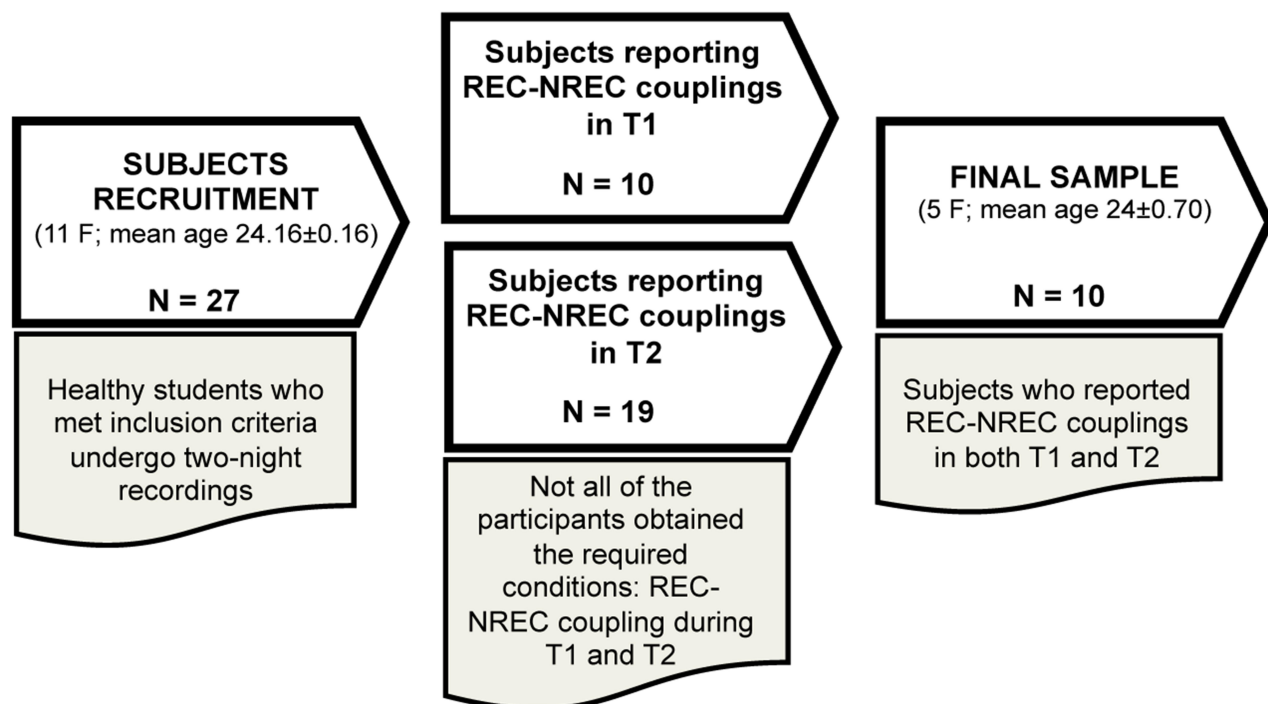 SUBJECTS
RECRUITMENT
(11 F; mean age 24.16±0.16)
N = 27
Healthy students who
met inclusion criteria
undergo two-night
recordings
Subjects reporting
REC-NREC couplings
in T1
N = 10
Subjects reporting
REC-NREC couplings
in T2
N = 19
Not all of the
participants obtained
the required
conditions: REC-
NREC coupling during
T1 and T2
FINAL SAMPLE
(5 F; mean age 24±0.70)
N = 10
Subjects who reported
REC-NREC couplings
in both T1 and T2